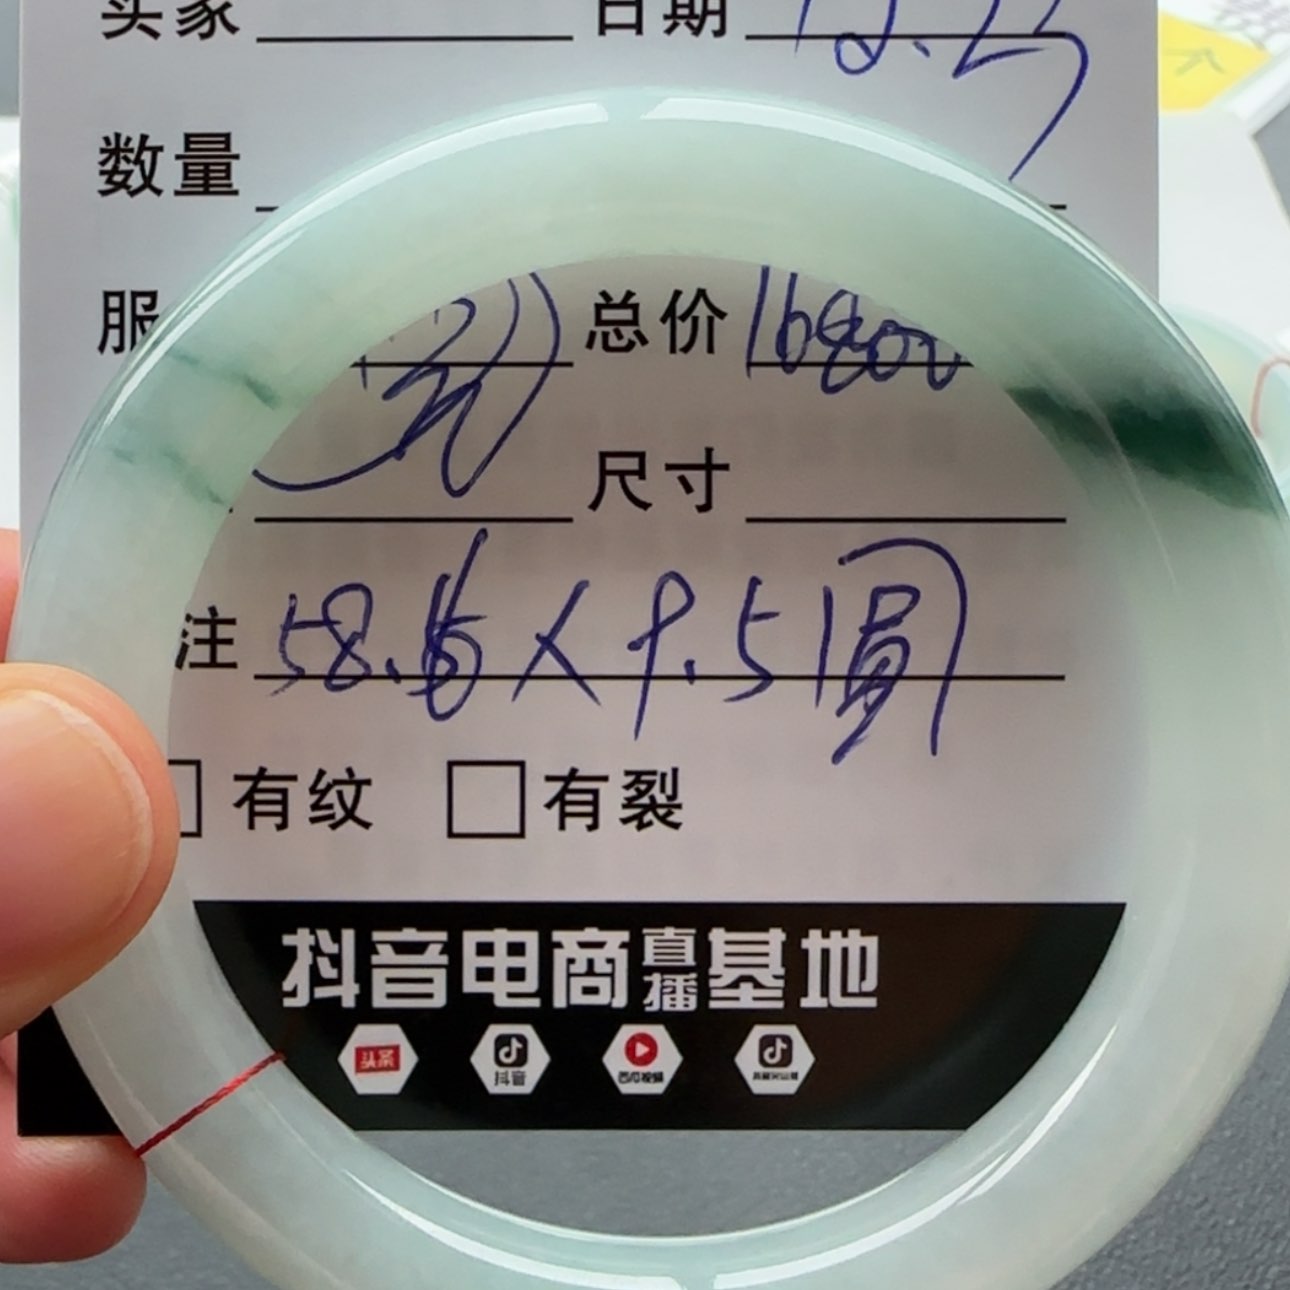 买家 日期 12.23
数量
服 总价 16800
尺寸
注 58. × 9.5圆
有纹 有裂
抖音电商直播基地
头条 抖音 西瓜视频